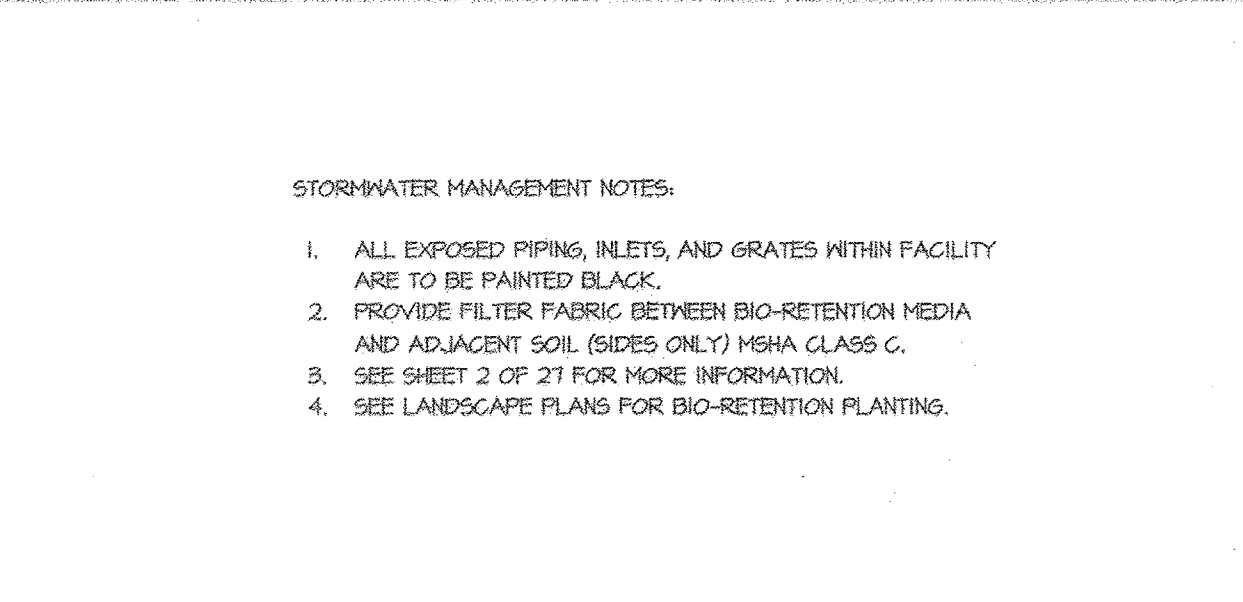 STORMWATER MANAGEMENT NOTES:
1. ALL EXPOSED PIPING, INLETS, AND GRATES WITHIN FACILITY
ARE TO BE PAINTED BLACK.
2. PROVIDE FILTER FABRIC BETWEEN BIO-RETENTION MEDIA
AND ADJACENT SOIL (SIDES ONLY) MSHA CLASS C.
3. SEE SHEET 2 OF 27 FOR MORE INFORMATION.
4. SEE LANDSCAPE PLANS FOR BIO-RETENTION PLANTING.